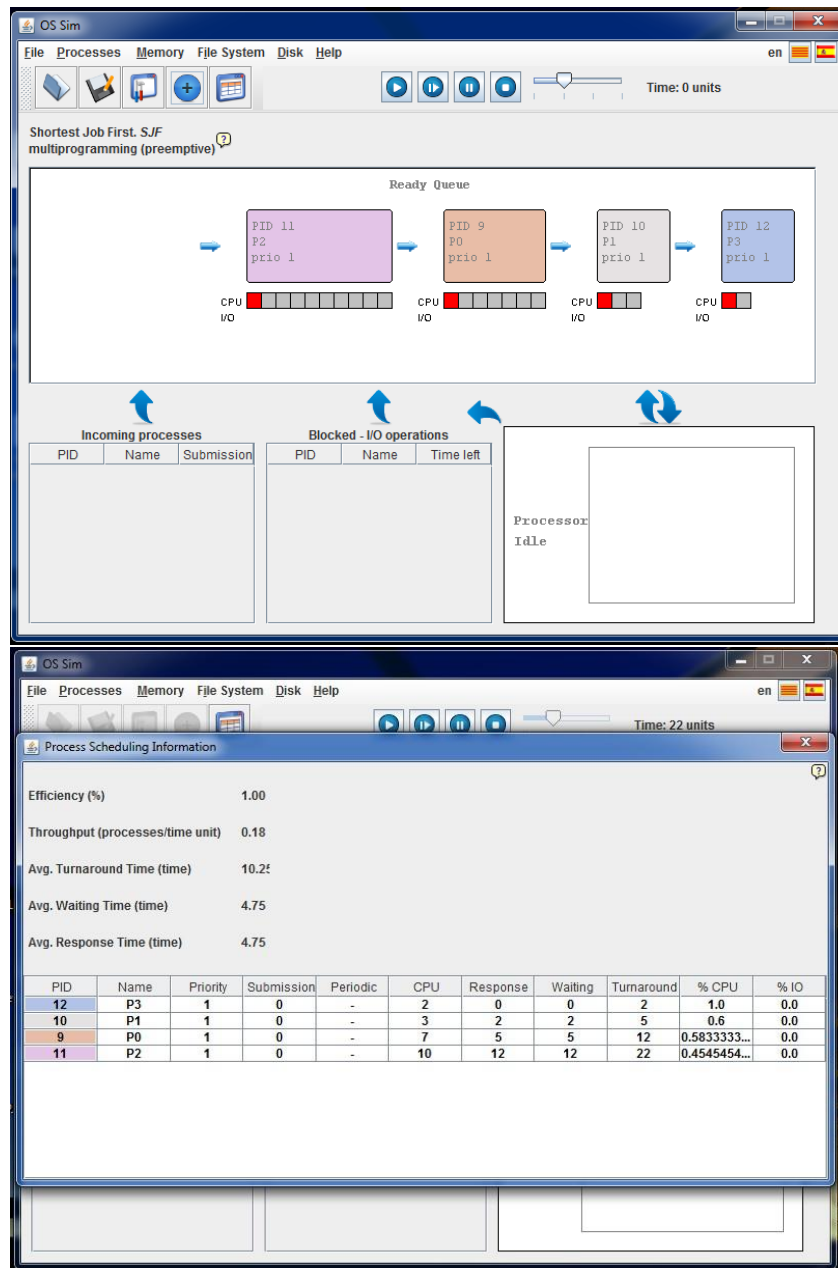 OS Sim
File Processes Memory File System Disk Help en
Time: 0 units
Shortest Job First. SJF
multiprogramming (preemptive) ?
Ready Queue
PID 11 PID 9 PID 10 PID 12
P2 P0 P1 P3
prio 1 prio 1 prio 1 prio 1
CPU CPU CPU CPU
I/O I/O I/O I/O
Incoming processes Blocked - I/O operations
PID Name Submission PID Name Time left
Processor
Idle
OS Sim
File Processes Memory File System Disk Help en
Time: 22 units
Process Scheduling Information
?
Efficiency (%) 1.00
Throughput (processes/time unit) 0.18
Avg. Turnaround Time (time) 10.25
Avg. Waiting Time (time) 4.75
Avg. Response Time (time) 4.75
PID Name Priority Submission Periodic CPU Response Waiting Turnaround % CPU % IO
12 P3 1 0 - 2 0 0 2 1.0 0.0
10 P1 1 0 - 3 2 2 5 0.6 0.0
9 P0 1 0 - 7 5 5 12 0.5833333... 0.0
11 P2 1 0 - 10 12 12 22 0.4545454... 0.0